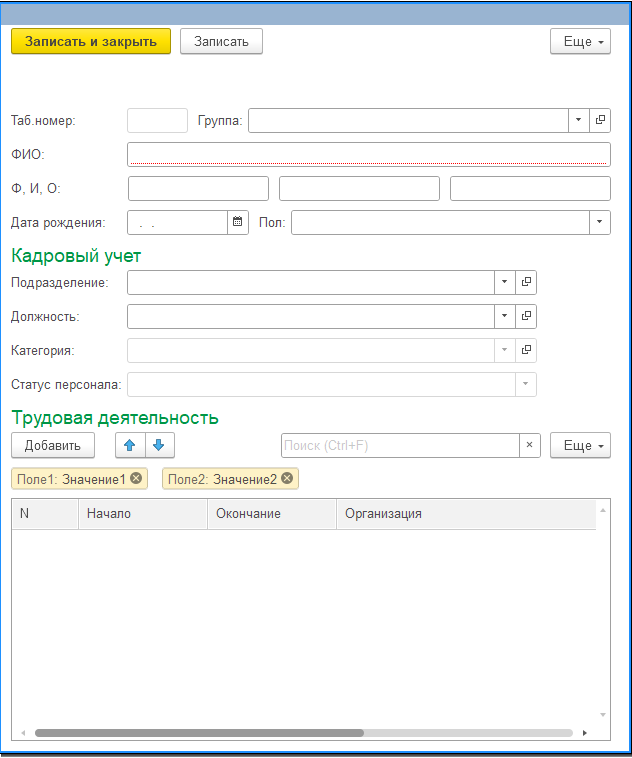 Записать и закрыть Записать Еще
Таб.номер: Группа:
ФИО:
Ф, И, О:
Дата рождения: . . Пол:
Кадровый учет
Подразделение:
Должность:
Категория:
Статус персонала:
Трудовая деятельность
Добавить Поиск (Ctrl+F) × Еще
Поле1: Значение1 Поле2: Значение2
N Начало Окончание Организация